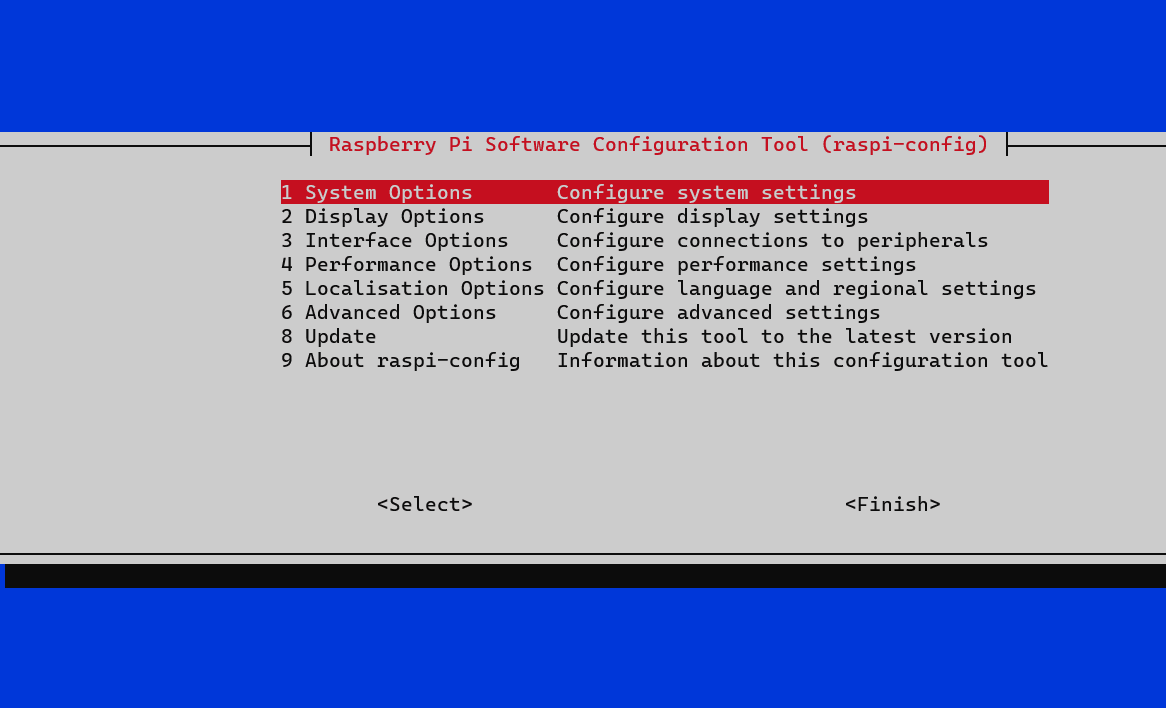 Raspberry Pi Software Configuration Tool (raspi-config)
1 System Options       Configure system settings
2 Display Options      Configure display settings
3 Interface Options    Configure connections to peripherals
4 Performance Options  Configure performance settings
5 Localisation Options Configure language and regional settings
6 Advanced Options     Configure advanced settings
8 Update               Update this tool to the latest version
9 About raspi-config   Information about this configuration tool
<Select>                               <Finish>